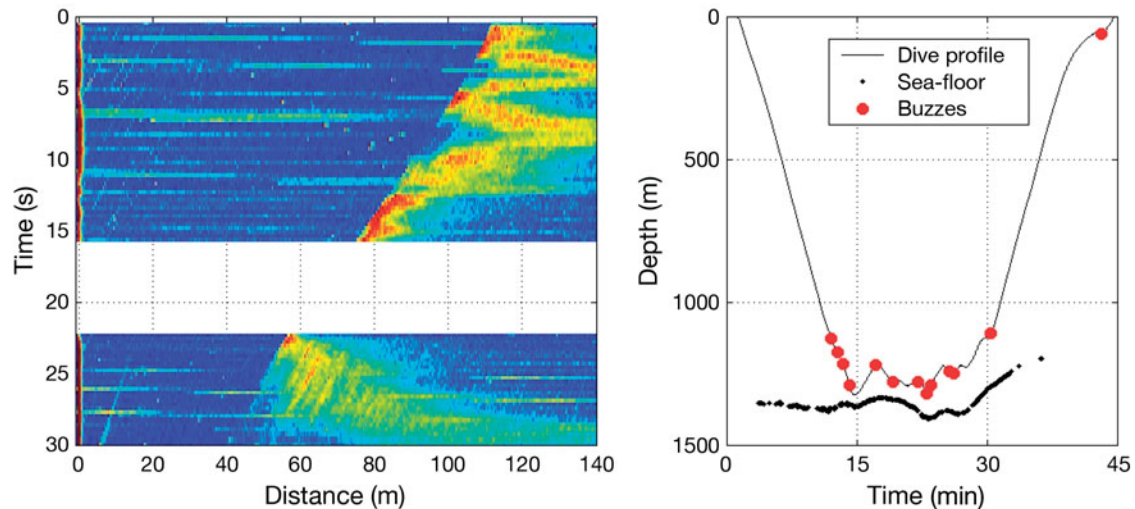 0
5
10
15
20
25
30
Time (s)
0 20 40 60 80 100 120 140
Distance (m)
0
500
1000
1500
Depth (m)
Dive profile
Sea-floor
Buzzes
0 15 30 45
Time (min)